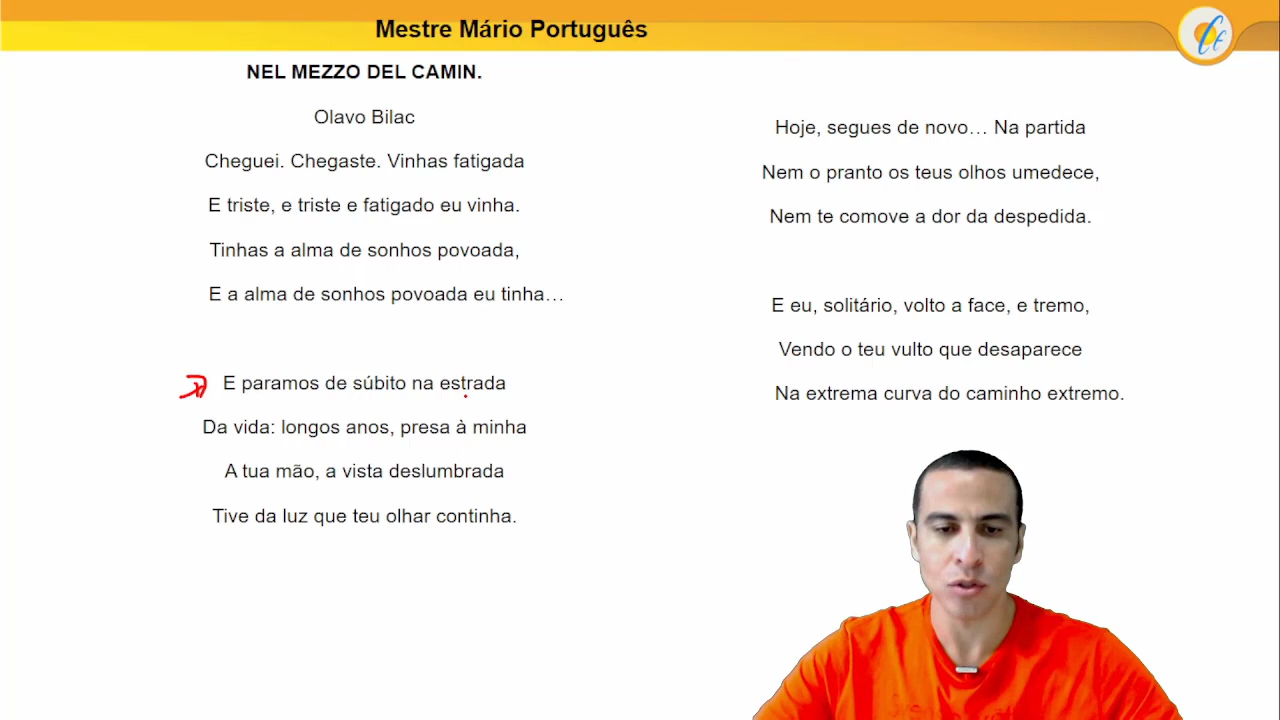 Mestre Mário Português
NEL MEZZO DEL CAMIN.
Olavo Bilac
Cheguei. Chegaste. Vinhas fatigada
E triste, e triste e fatigado eu vinha.
Tinhas a alma de sonhos povoada,
E a alma de sonhos povoada eu tinha…
E paramos de súbito na estrada
Da vida: longos anos, presa à minha
A tua mão, a vista deslumbrada
Tive da luz que teu olhar continha.
Hoje, segues de novo… Na partida
Nem o pranto os teus olhos umedece,
Nem te comove a dor da despedida.
E eu, solitário, volto a face, e tremo,
Vendo o teu vulto que desaparece
Na extrema curva do caminho extremo.